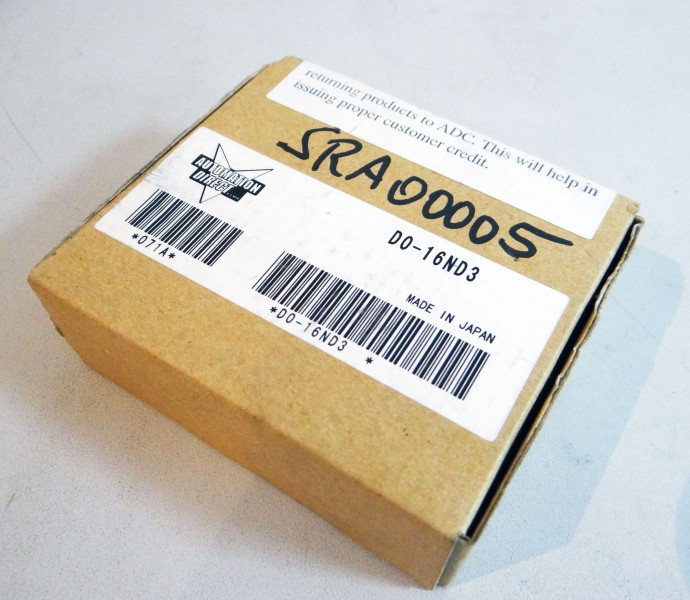 returning products to ADC. This will help in
issuing proper customer credit.
SRA00005
AUTOMATION
DIRECT
D0-16ND3
*071A*
MADE IN JAPAN
*D0-16ND3 *